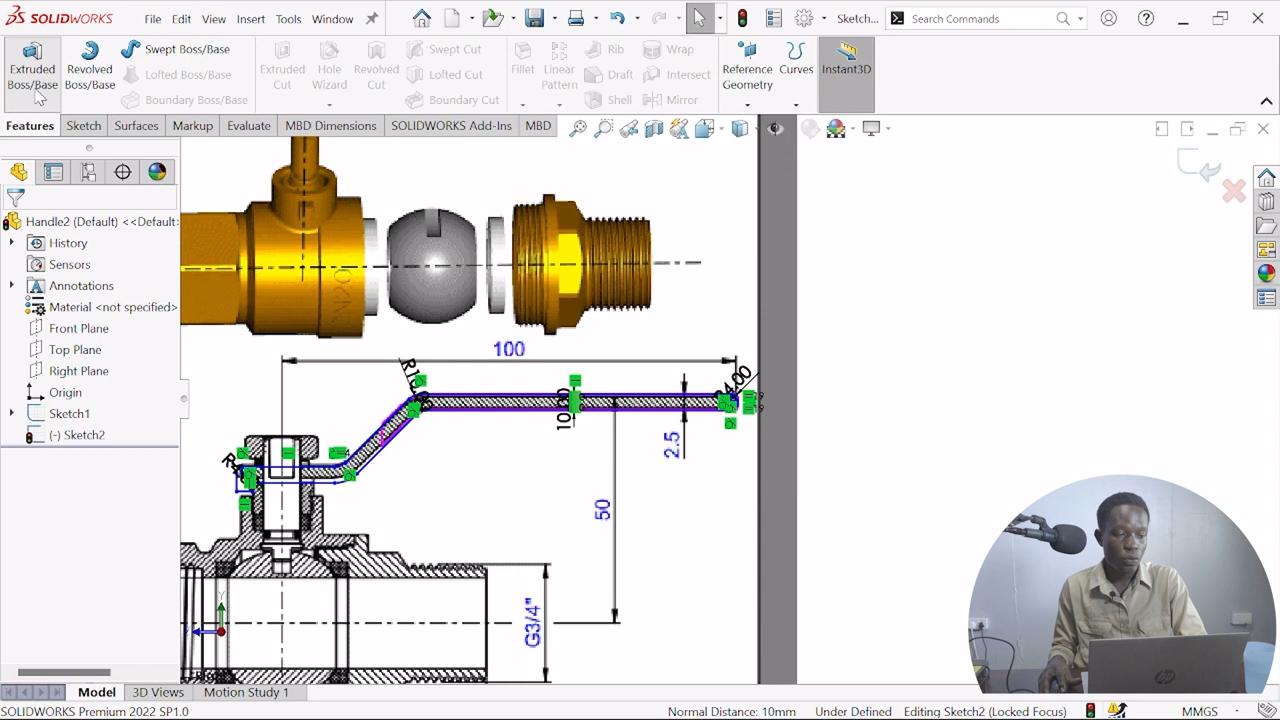 SOLIDWORKS
File Edit View Insert Tools Window
Sketch...
Search Commands
Extruded Boss/Base
Revolved Boss/Base
Swept Boss/Base
Lofted Boss/Base
Boundary Boss/Base
Extruded Cut
Hole Wizard
Revolved Cut
Swept Cut
Lofted Cut
Boundary Cut
Fillet
Linear Pattern
Rib
Draft
Shell
Wrap
Intersect
Mirror
Reference Geometry
Curves
Instant3D
Features Sketch Surfaces Markup Evaluate MBD Dimensions SOLIDWORKS Add-Ins MBD
Handle2 (Default) <<Default:
History
Sensors
Annotations
Material <not specified>
Front Plane
Top Plane
Right Plane
Origin
Sketch1
(-) Sketch2
100
2.5
50
G3/4"
Model 3D Views Motion Study 1
SOLIDWORKS Premium 2022 SP1.0
Normal Distance: 10mm Under Defined Editing Sketch2 (Locked Focus) MMGS